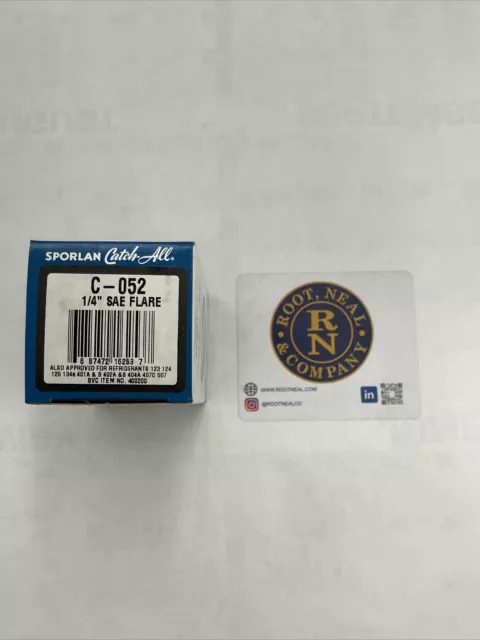 SPORLAN Catch-All®
C-052
1/4" SAE FLARE
6 87472 16253 7
ALSO APPROVED FOR REFRIGERANTS 123 124
125 134a 401A & B 402A &B 404A 407C 507
SVC ITEM NO. 400200
ROOT, NEAL
RN
& COMPANY
WWW.ROOTNEAL.COM
@ROOTNEALCO
in